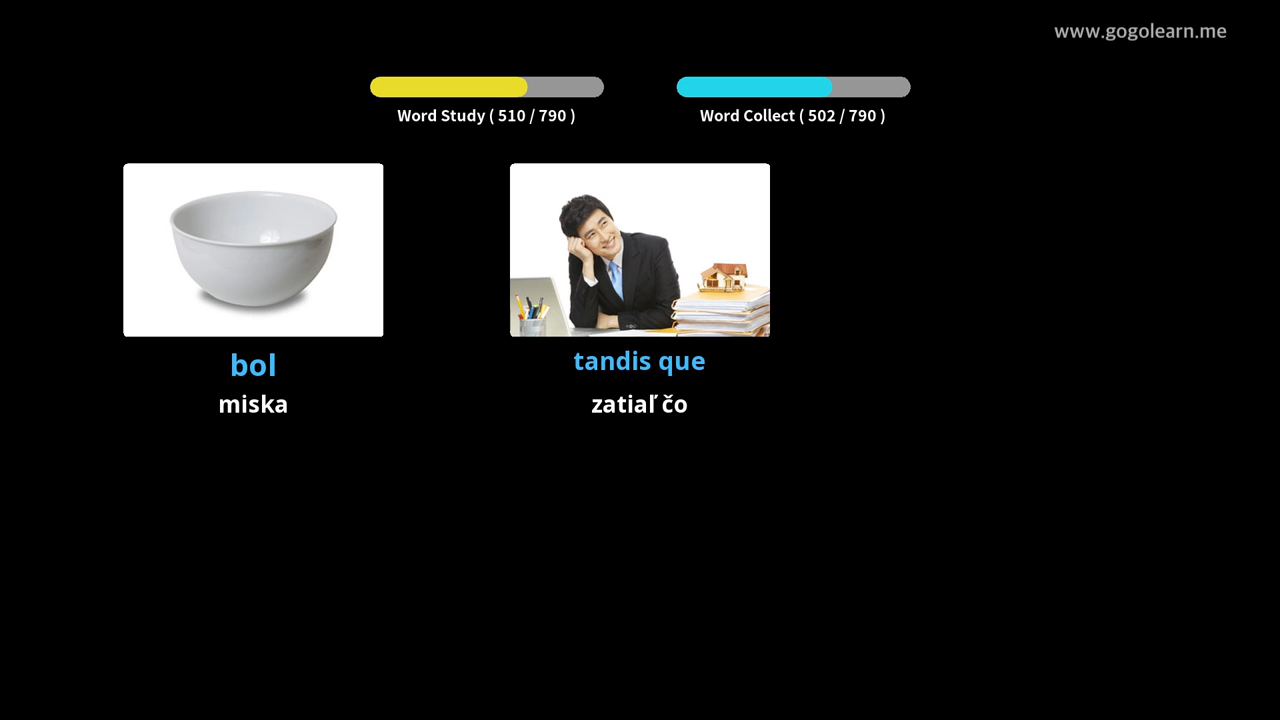 www.gogolearn.me
Word Study ( 510 / 790 )
Word Collect ( 502 / 790 )
bol
miska
tandis que
zatiaľ čo